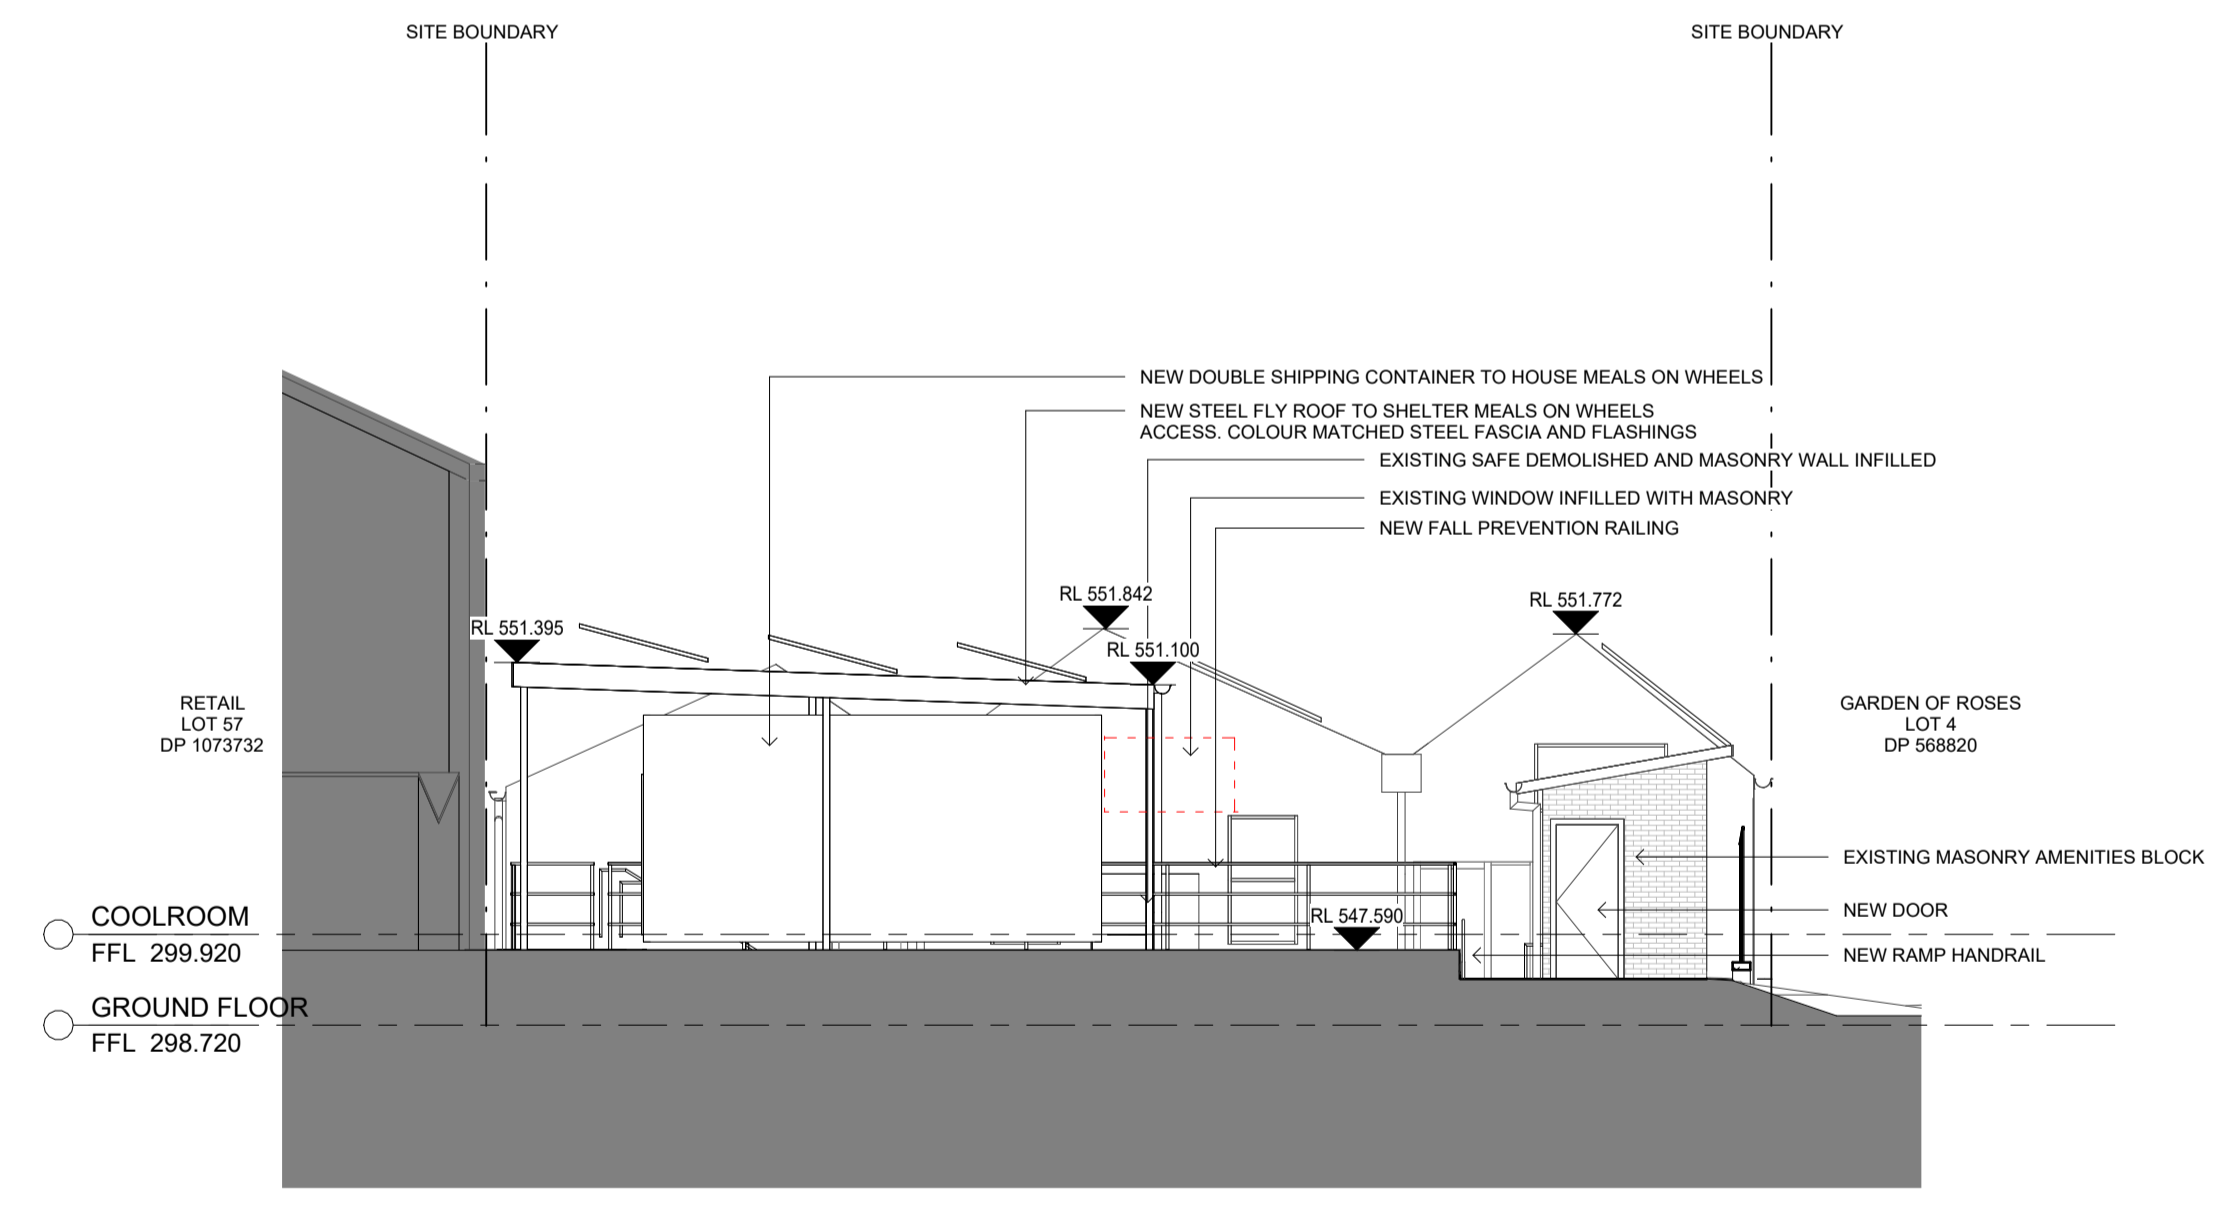 SITE BOUNDARY
SITE BOUNDARY
NEW DOUBLE SHIPPING CONTAINER TO HOUSE MEALS ON WHEELS
NEW STEEL FLY ROOF TO SHELTER MEALS ON WHEELS
ACCESS. COLOUR MATCHED STEEL FASCIA AND FLASHINGS
EXISTING SAFE DEMOLISHED AND MASONRY WALL INFILLED
EXISTING WINDOW INFILLED WITH MASONRY
NEW FALL PREVENTION RAILING
RL 551.842
RL 551.772
RL 551.395
RL 551.100
RETAIL
LOT 57
DP 1073732
GARDEN OF ROSES
LOT 4
DP 568820
EXISTING MASONRY AMENITIES BLOCK
NEW DOOR
RL 547.590
COOLROOM
FFL 299.920
NEW RAMP HANDRAIL
GROUND FLOOR
FFL 298.720